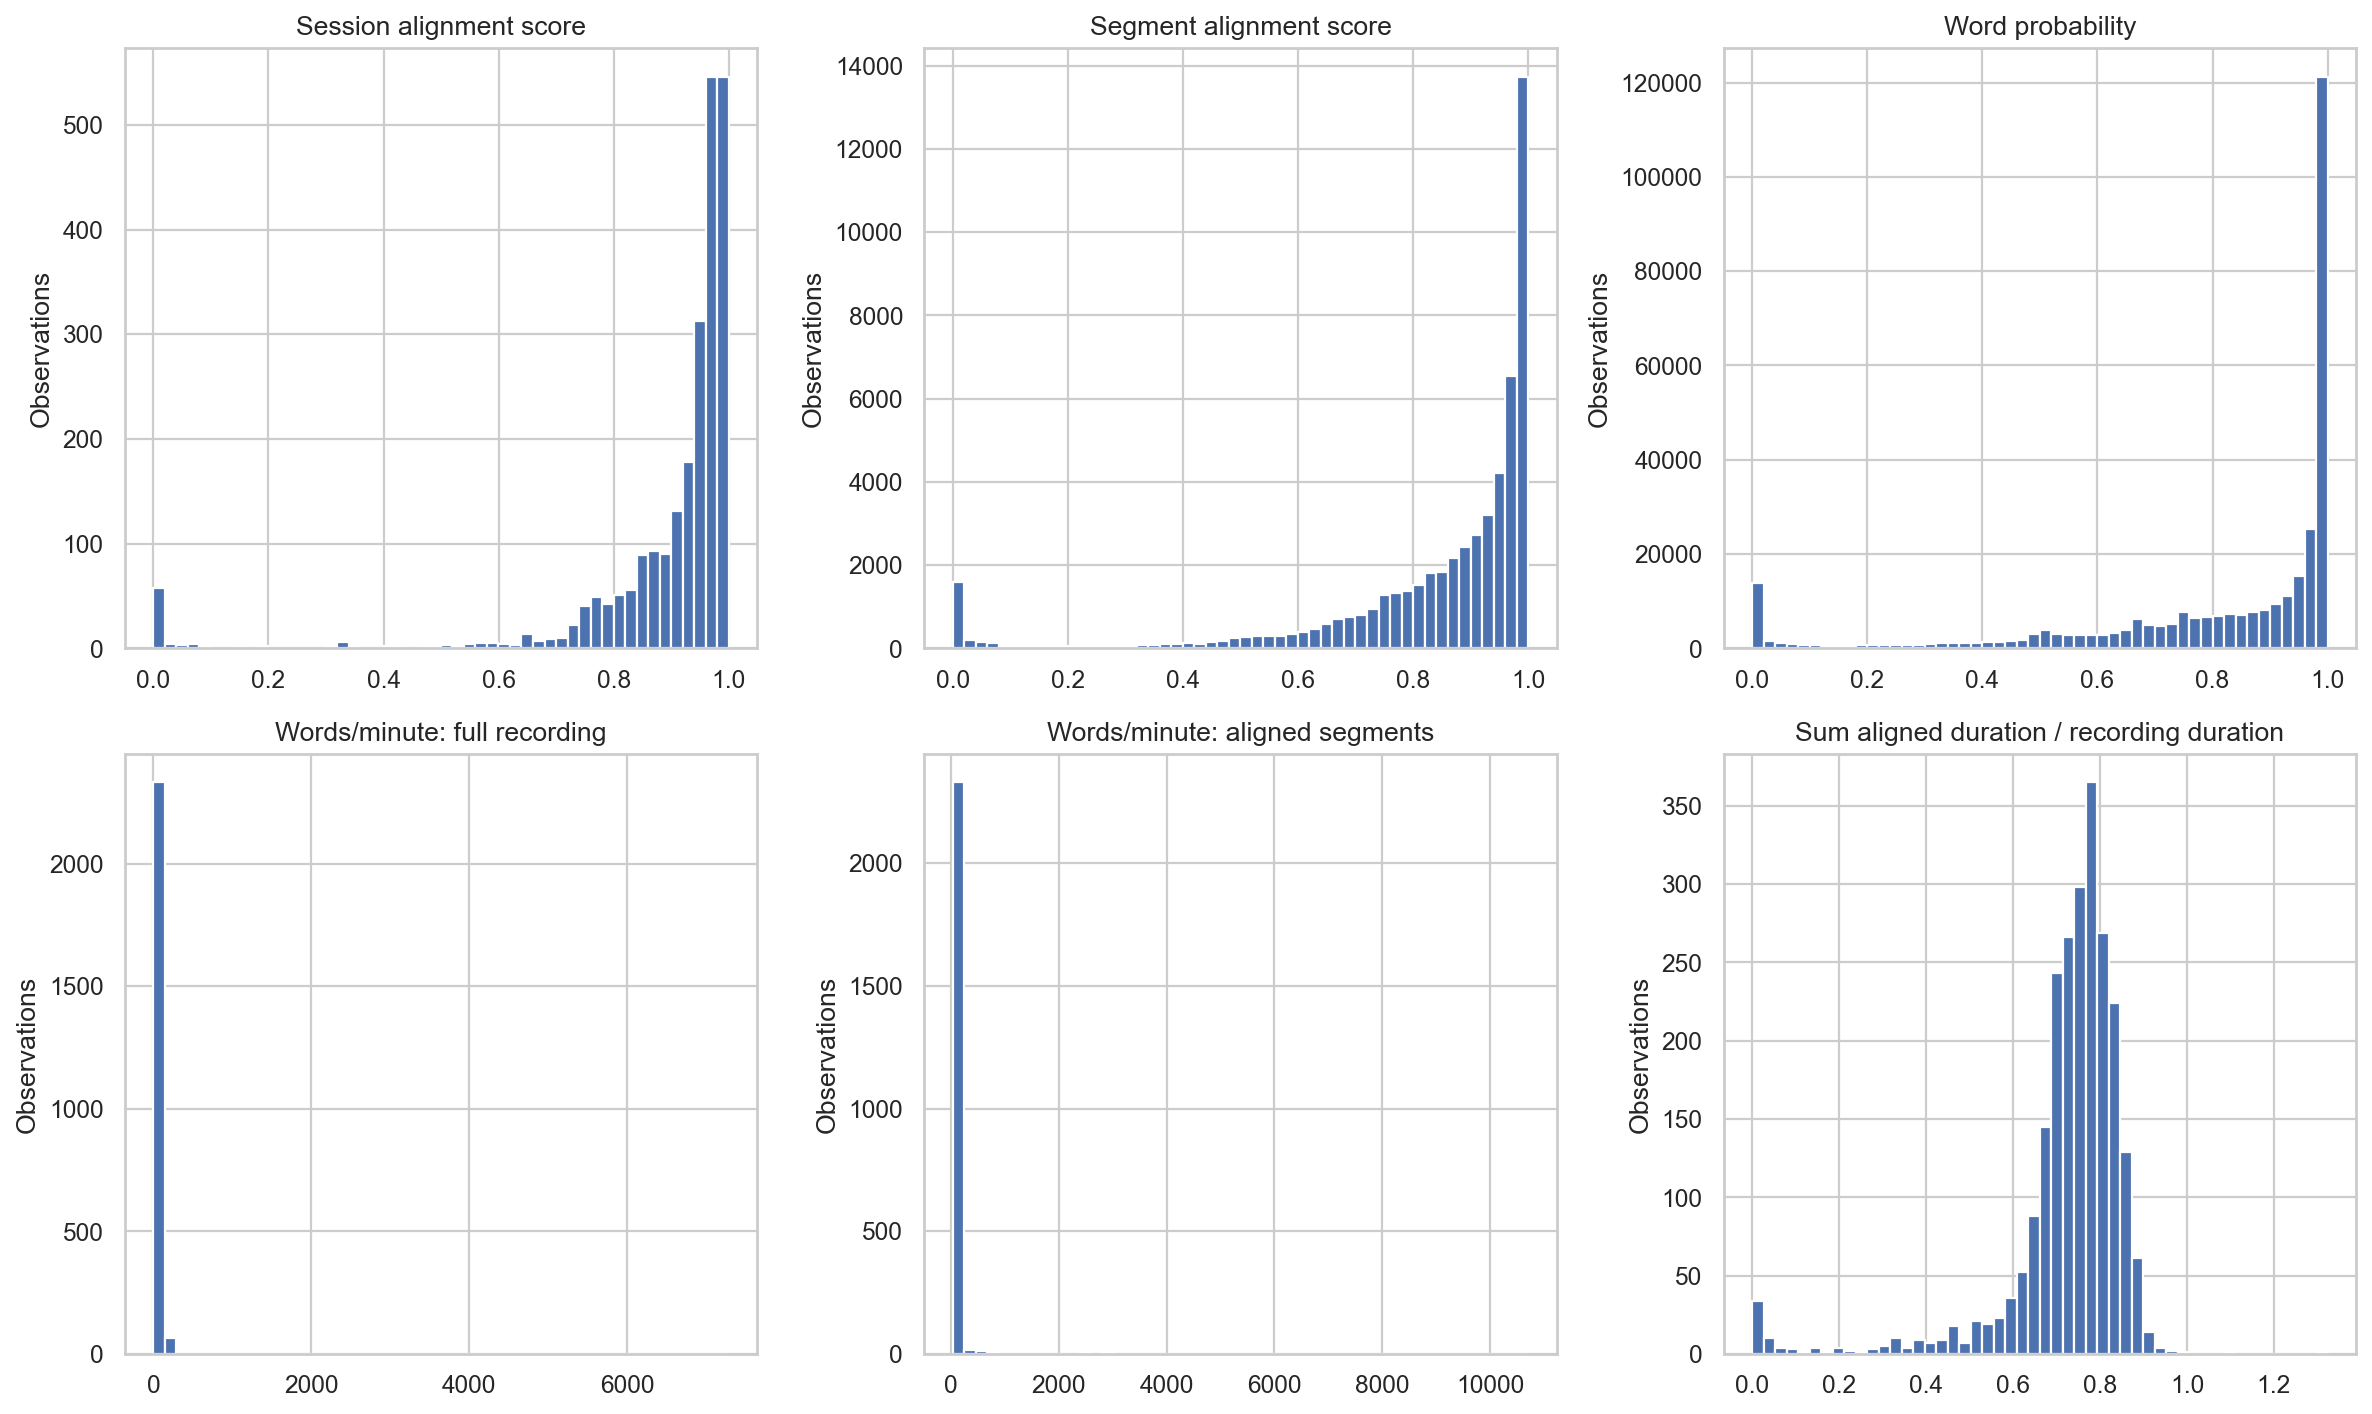 Session alignment score
Segment alignment score
Word probability
Observations
500
400
300
200
100
0
0.0 0.2 0.4 0.6 0.8 1.0
Observations
14000
12000
10000
8000
6000
4000
2000
0
0.0 0.2 0.4 0.6 0.8 1.0
Observations
120000
100000
80000
60000
40000
20000
0
0.0 0.2 0.4 0.6 0.8 1.0
Words/minute: full recording
Words/minute: aligned segments
Sum aligned duration / recording duration
Observations
2000
1500
1000
500
0
0 2000 4000 6000
Observations
2000
1500
1000
500
0
0 2000 4000 6000 8000 10000
Observations
350
300
250
200
150
100
50
0
0.0 0.2 0.4 0.6 0.8 1.0 1.2